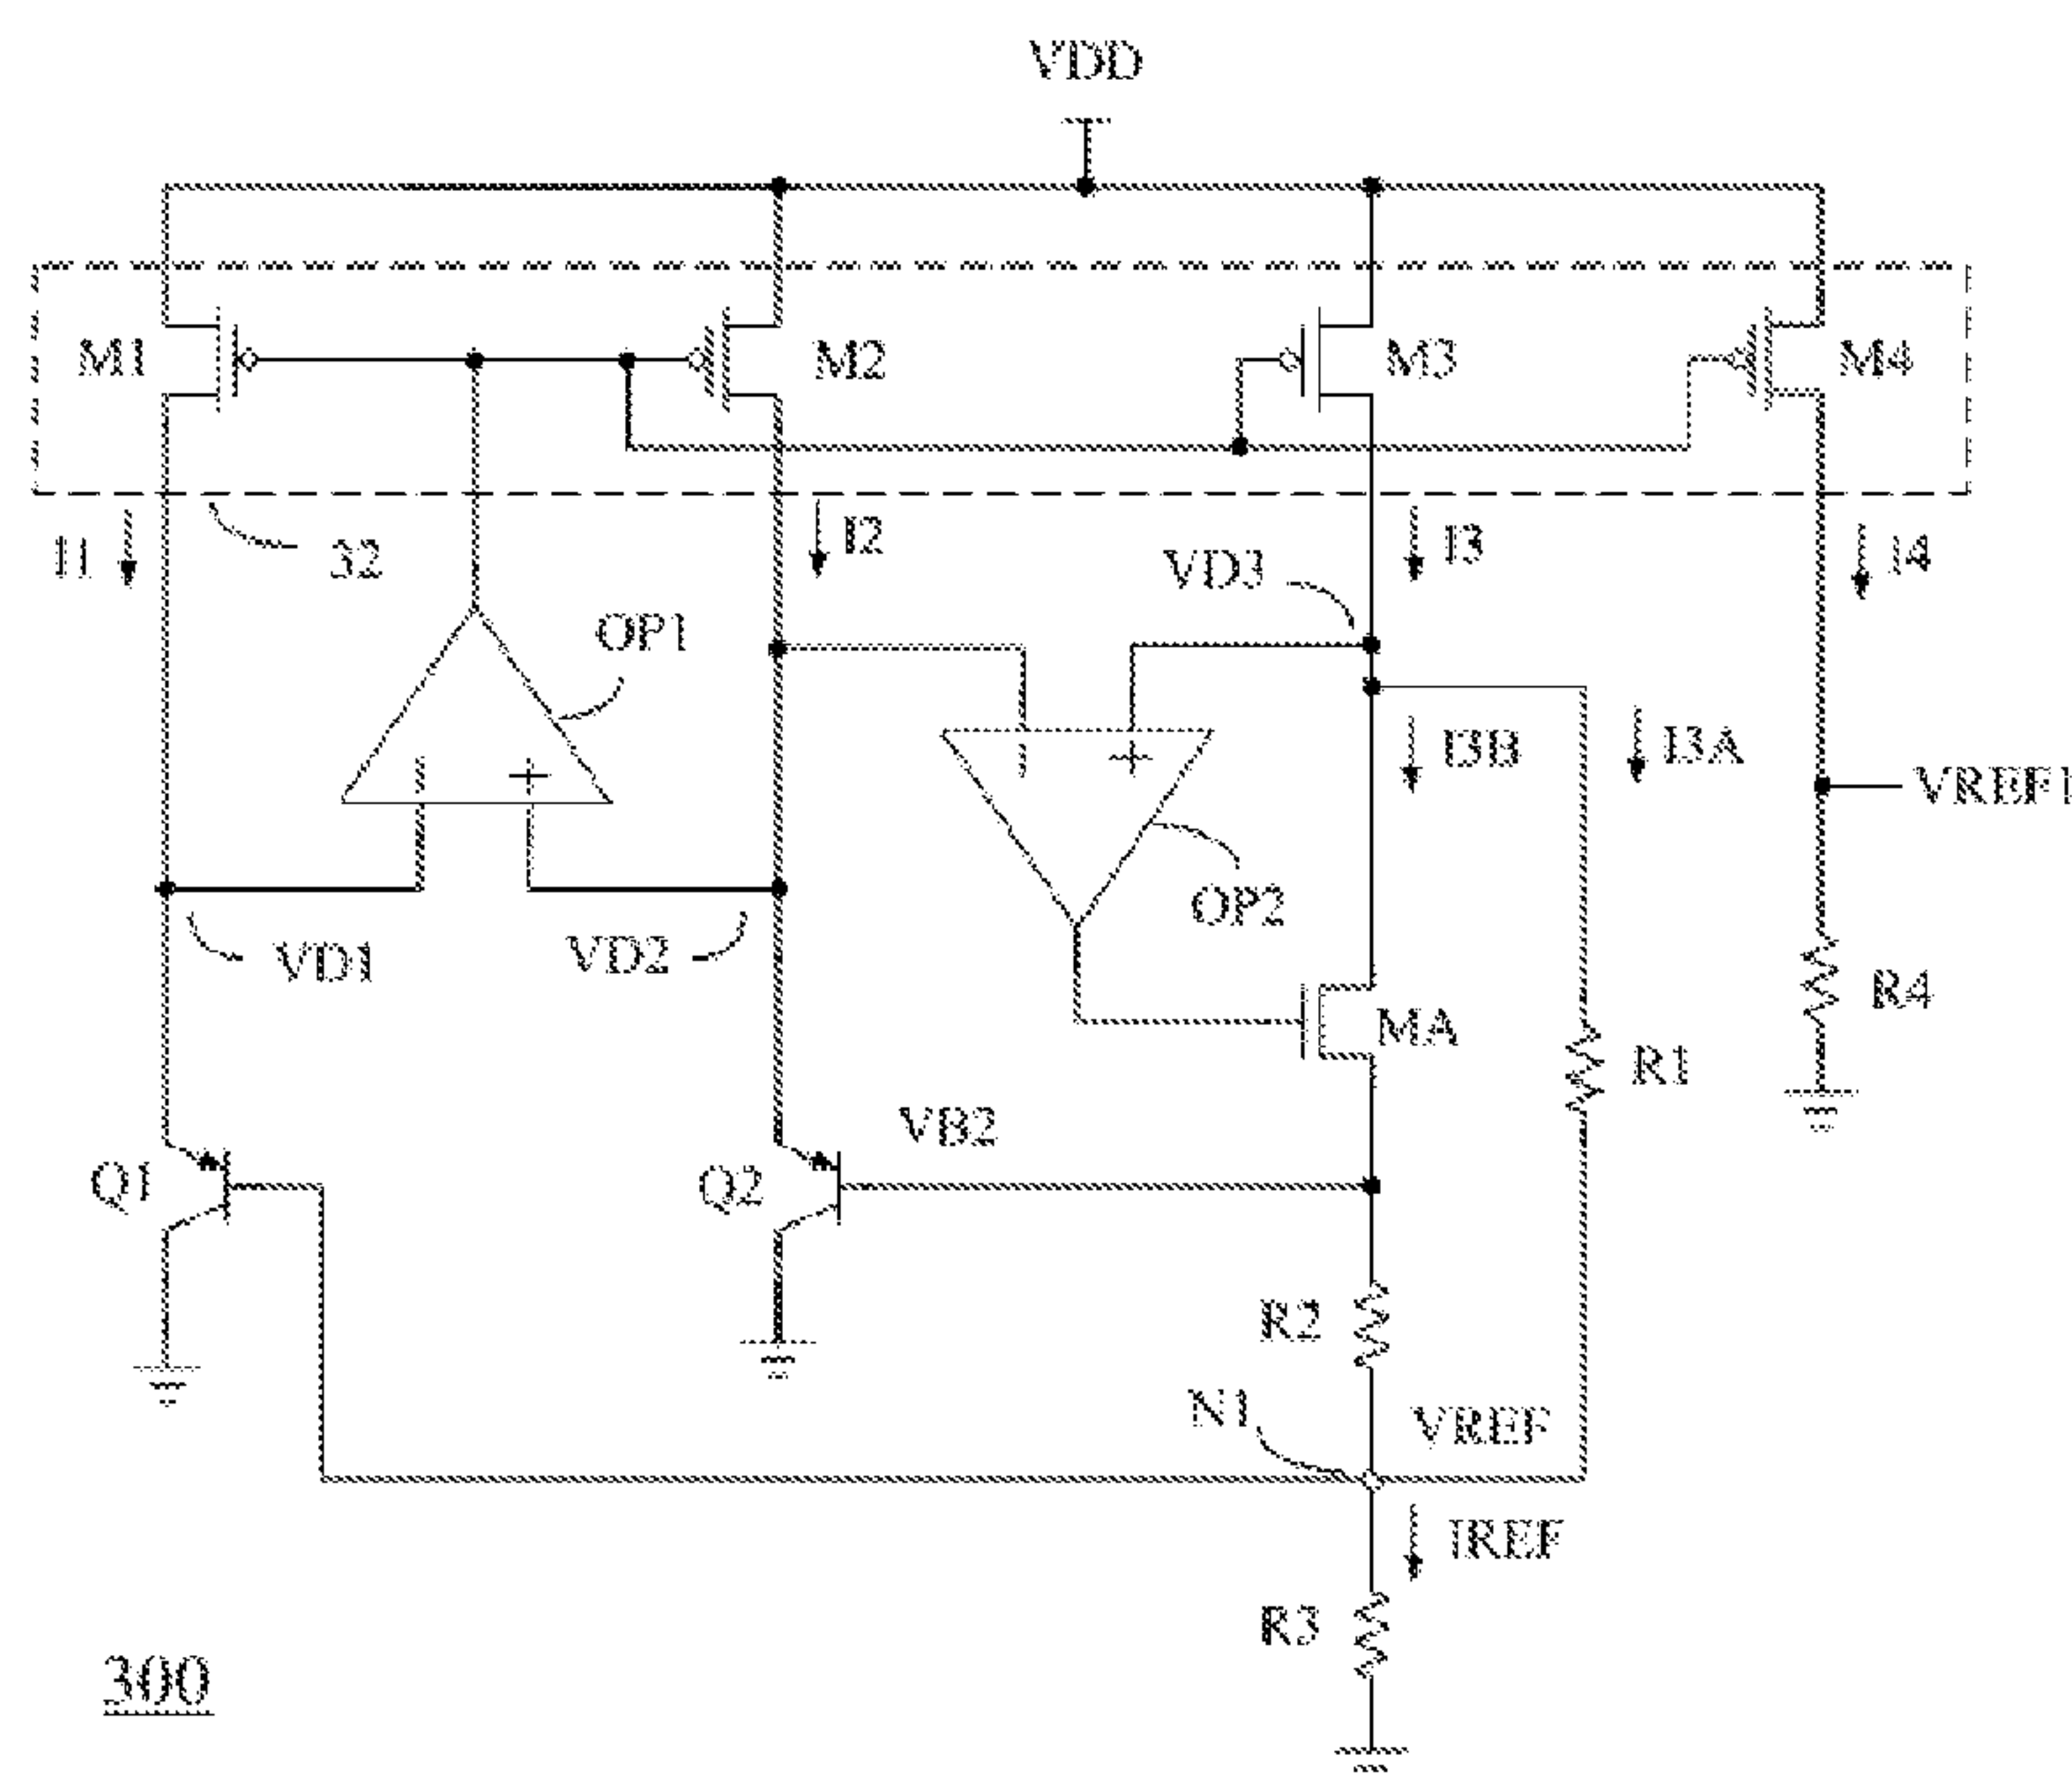 VDD
M1
M2
M3
M4
I1
32
I2
VD3
I3
I4
OP1
I3B
I3A
VREF1
OP2
VD1
VD2
MA
R4
R1
VB2
Q1
Q2
R2
N1
VREF
IREF
R3
300